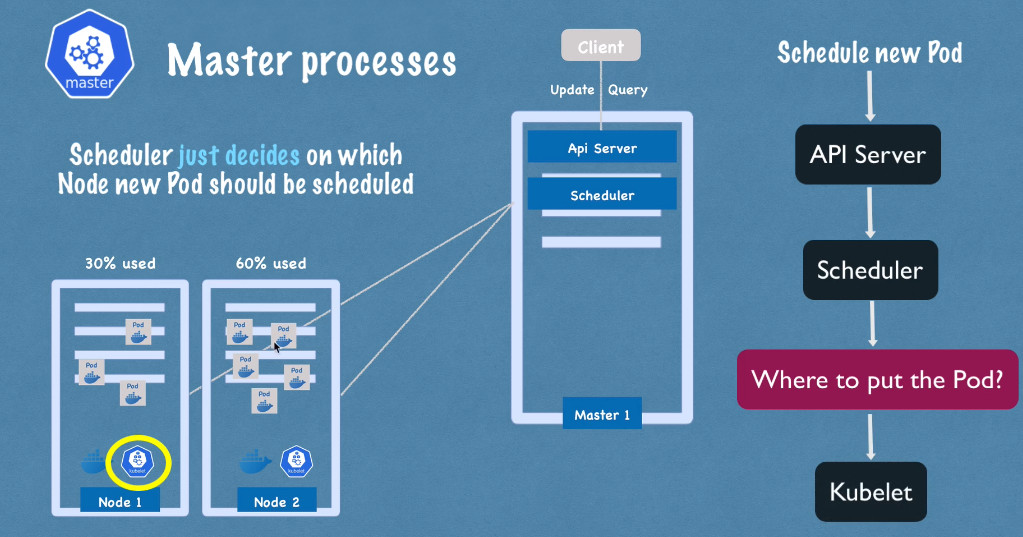 master
Master processes
Scheduler just decides on which
Node new Pod should be scheduled
30% used
60% used
Pod
Pod
Pod
kubelet
Node 1
Pod
Pod
Pod
Pod
Pod
kubelet
Node 2
Client
Update Query
Api Server
Scheduler
Master 1
Schedule new Pod
API Server
Scheduler
Where to put the Pod?
Kubelet